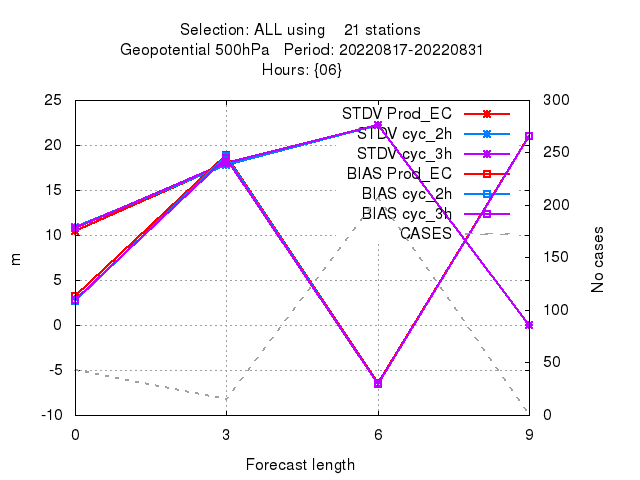 Selection: ALL using    21 stations
Geopotential 500hPa   Period: 20220817-20220831
Hours: {06}
25
20
15
10
5
0
-5
-10
m
STDV Prod_EC
STDV cyc_2h
STDV cyc_3h
BIAS Prod_EC
BIAS cyc_2h
BIAS cyc_3h
CASES
300
250
200
150
100
50
0
No cases
0 3 6 9
Forecast length